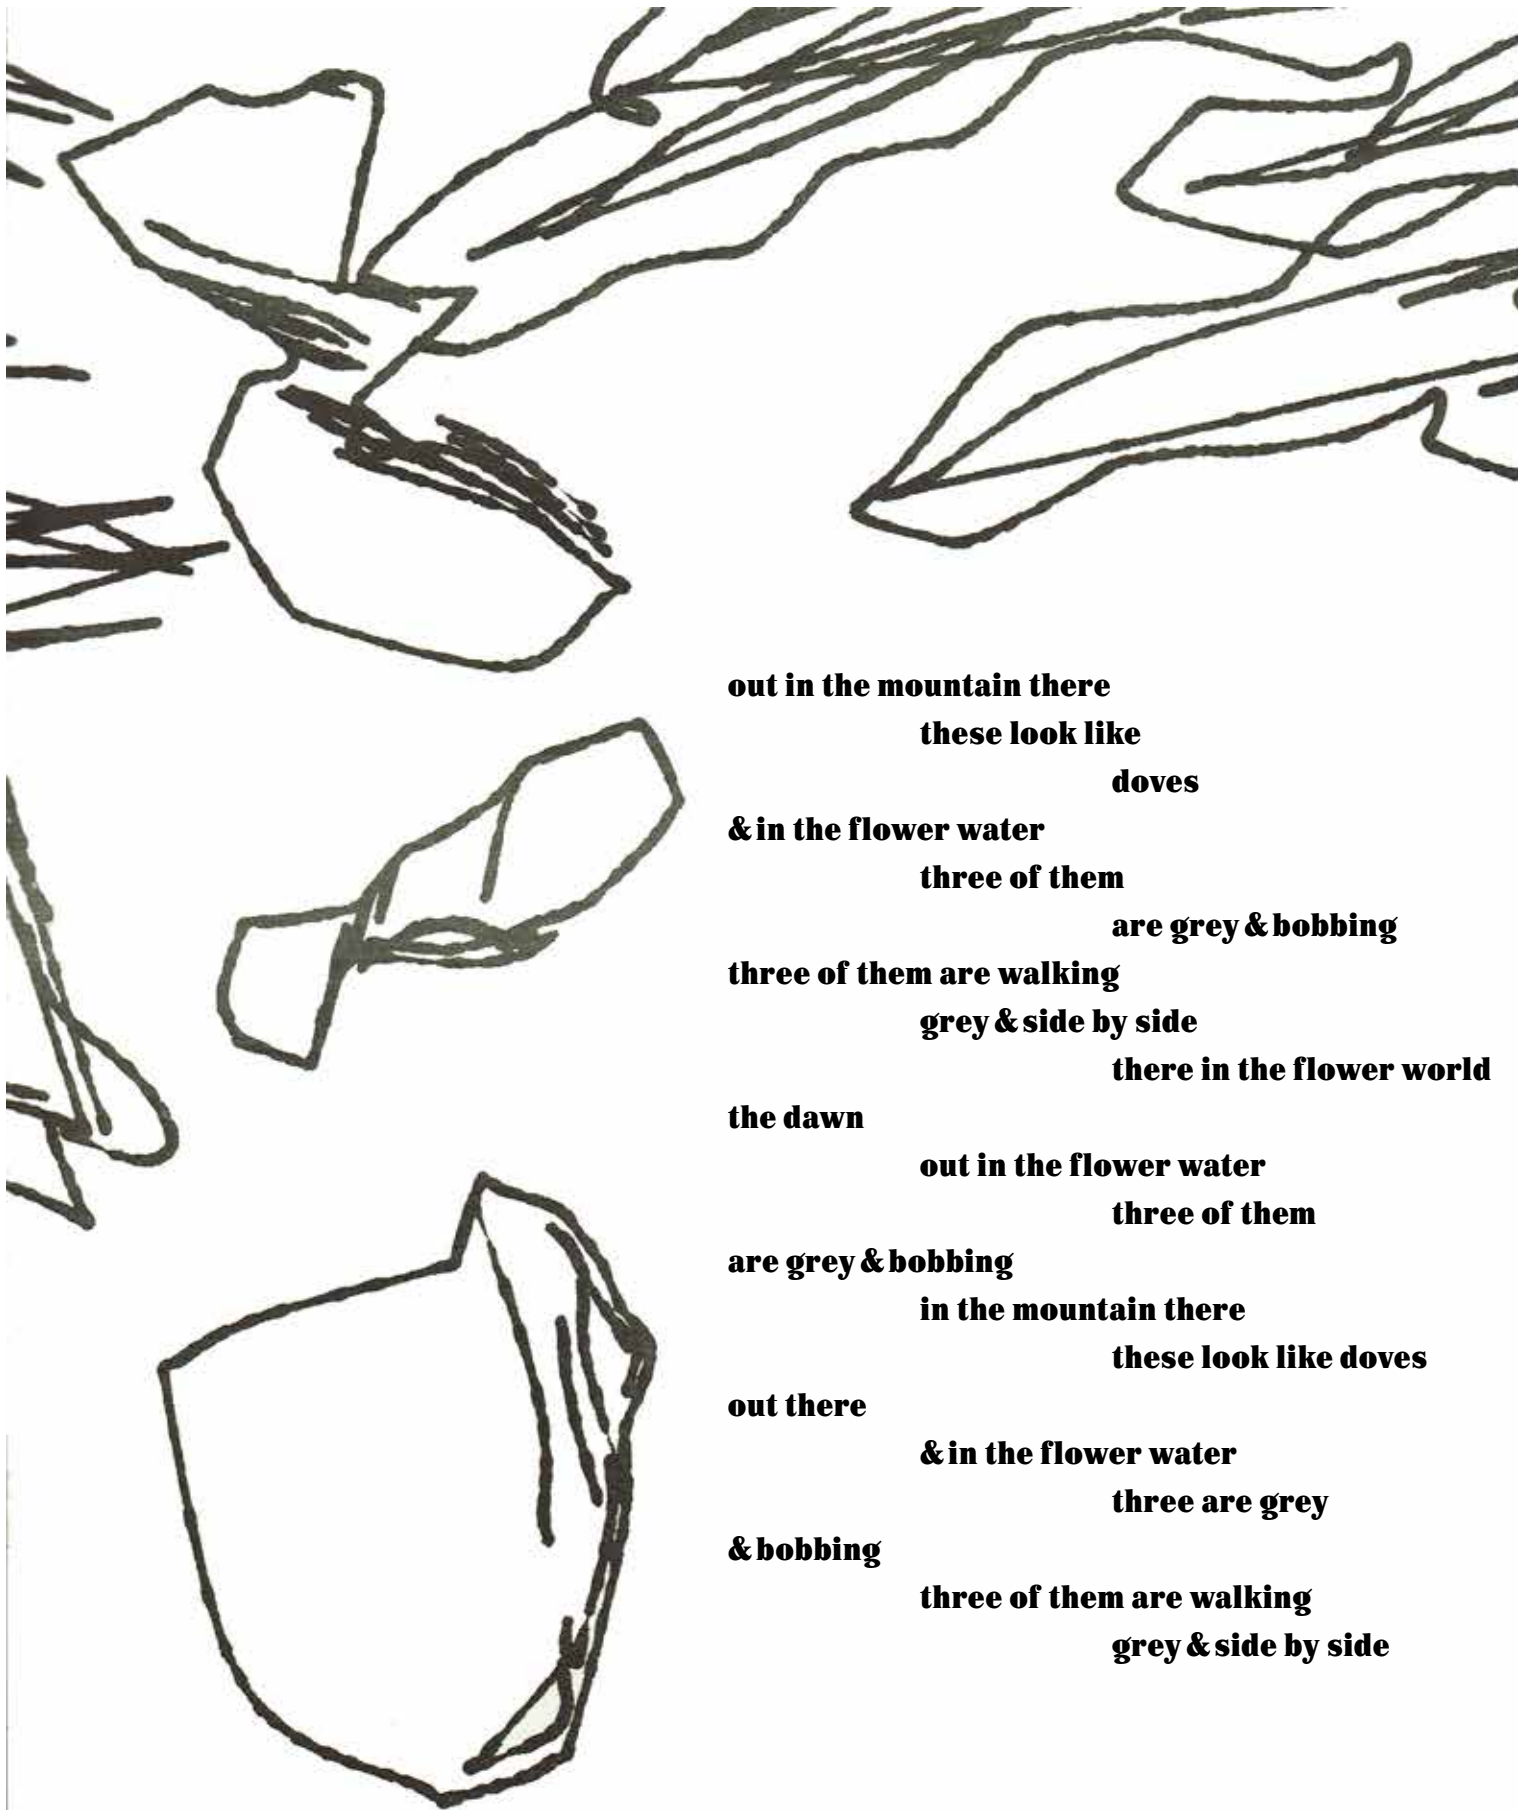 out in the mountain there
these look like
doves
& in the flower water
three of them
are grey & bobbing
three of them are walking
grey & side by side
there in the flower world
the dawn
out in the flower water
three of them
are grey & bobbing
in the mountain there
these look like doves
out there
& in the flower water
three are grey
& bobbing
three of them are walking
grey & side by side